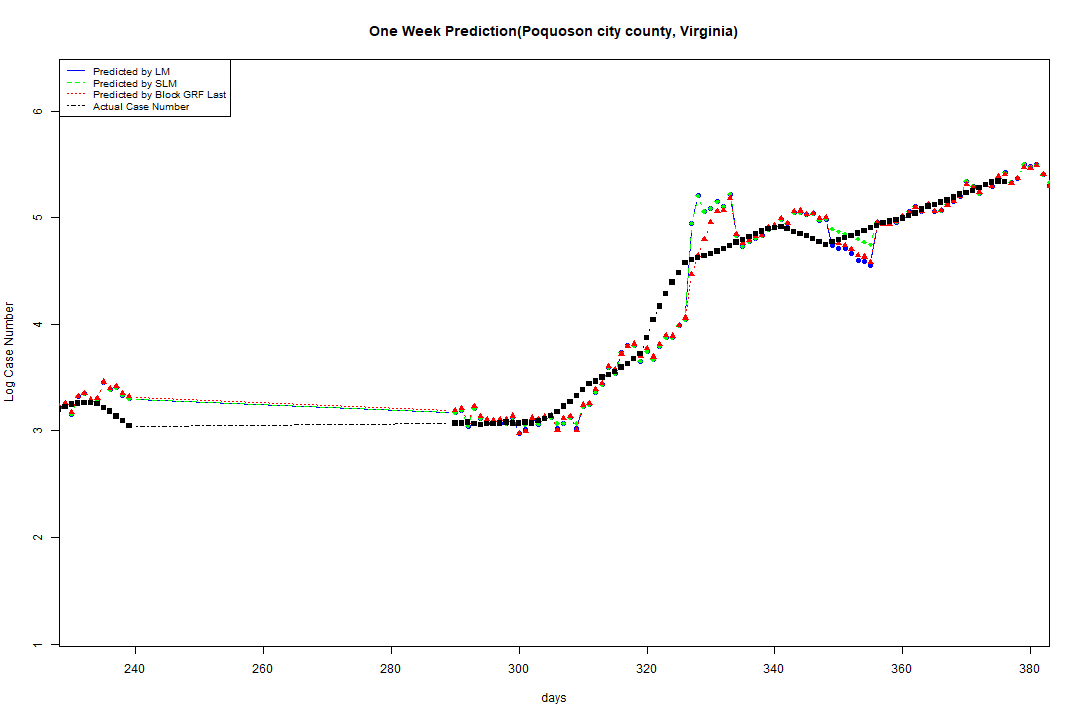 One Week Prediction(Poquoson city county, Virginia)
Predicted by LM
Predicted by SLM
Predicted by Block GRF Last
Actual Case Number
6
5
4
3
2
1
Log Case Number
240 260 280 300 320 340 360 380
days